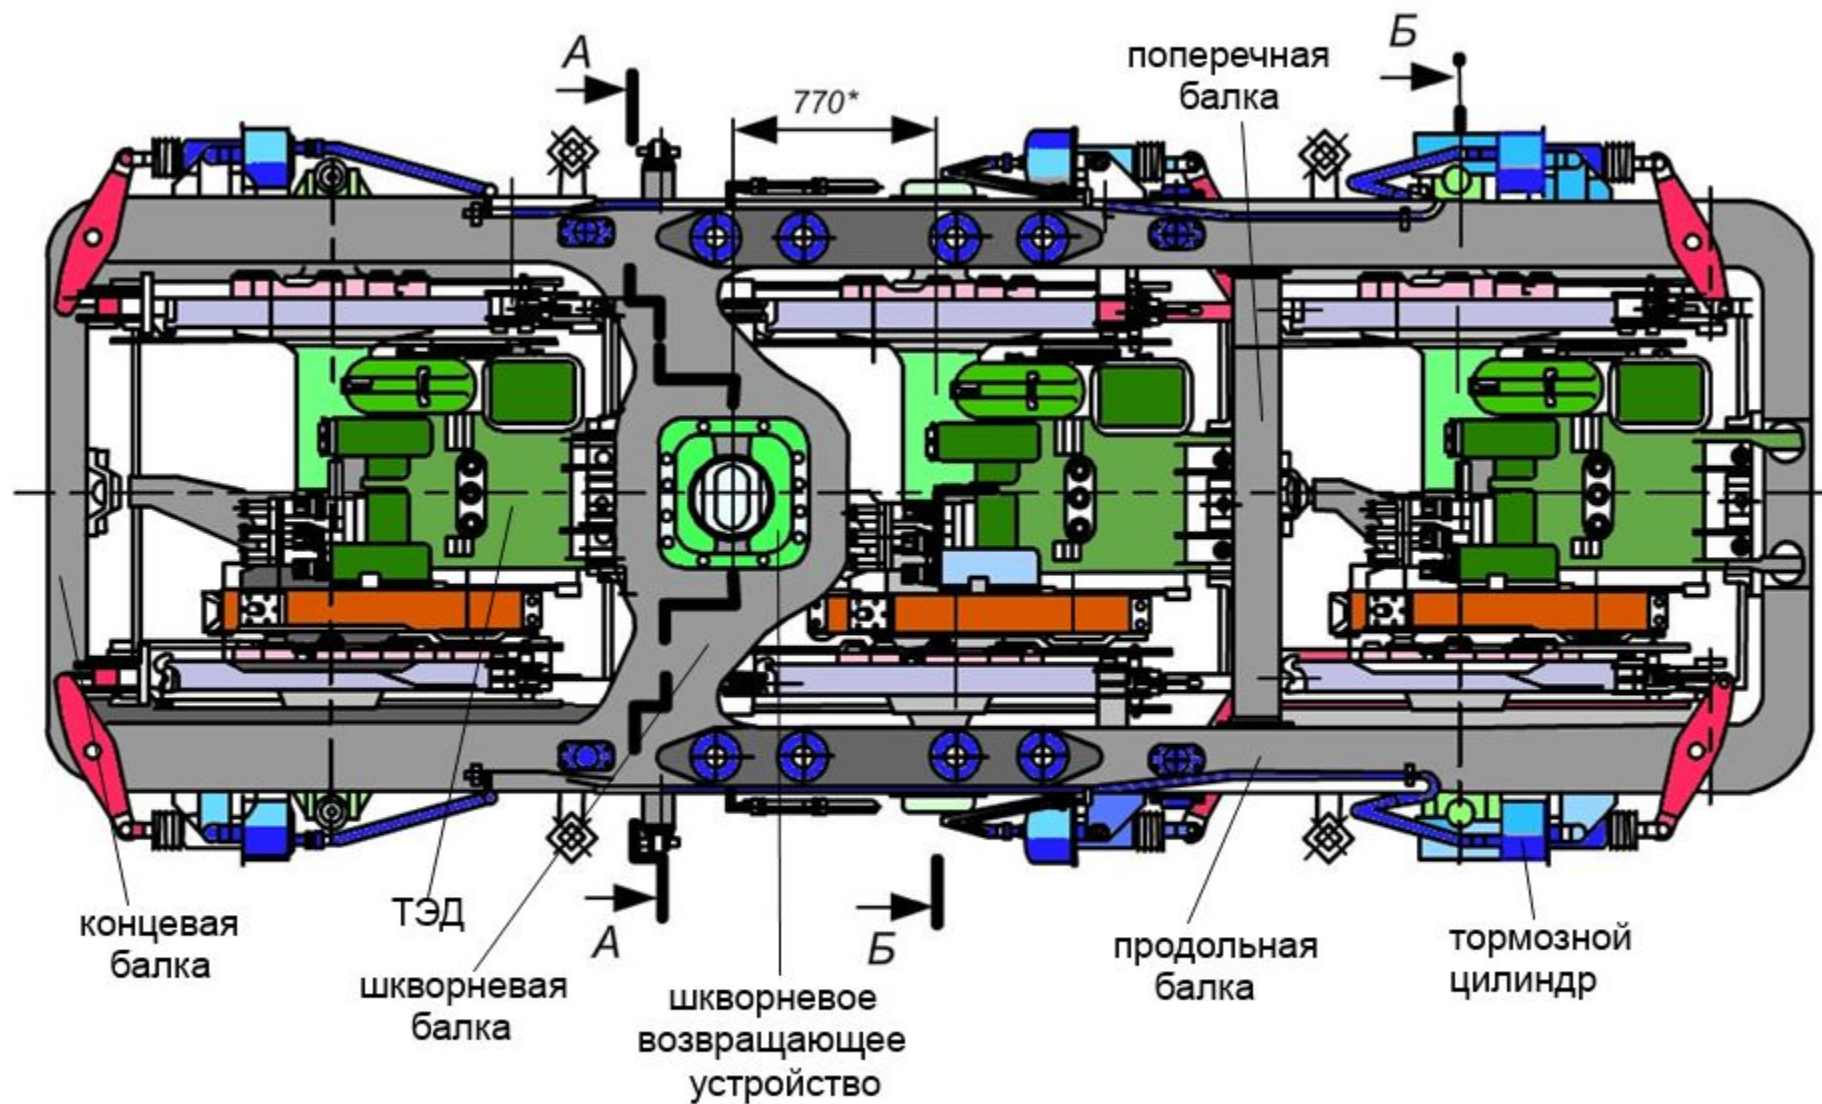 А
Б
поперечная
балка
770*
концевая
балка
ТЭД
шкворневая
балка
А
шкворневое
возвращающее
устройство
Б
продольная
балка
тормозной
цилиндр